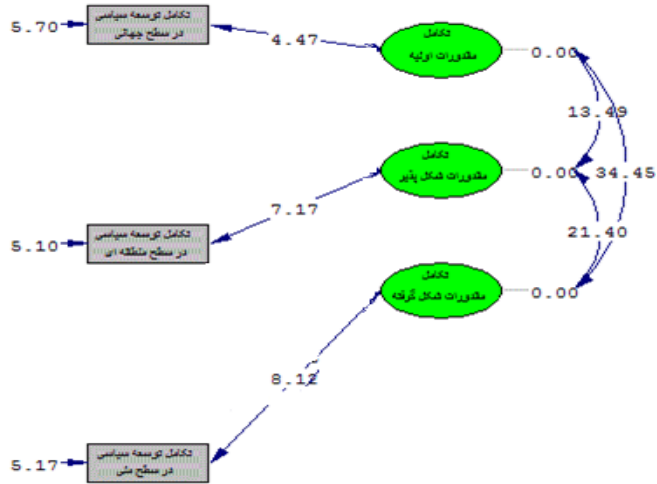 5.70
تکامل توسعه سیاسی
در سطح جهانی
4.47
تکامل
مقدورات اولیه
0.00
13.49
تکامل
مقدورات شکل پذیر
0.00
34.45
7.17
21.40
5.10
تکامل توسعه سیاسی
در سطح منطقه ای
تکامل
مقدورات شکل گرفته
0.00
8.12
5.17
تکامل توسعه سیاسی
در سطح ملی